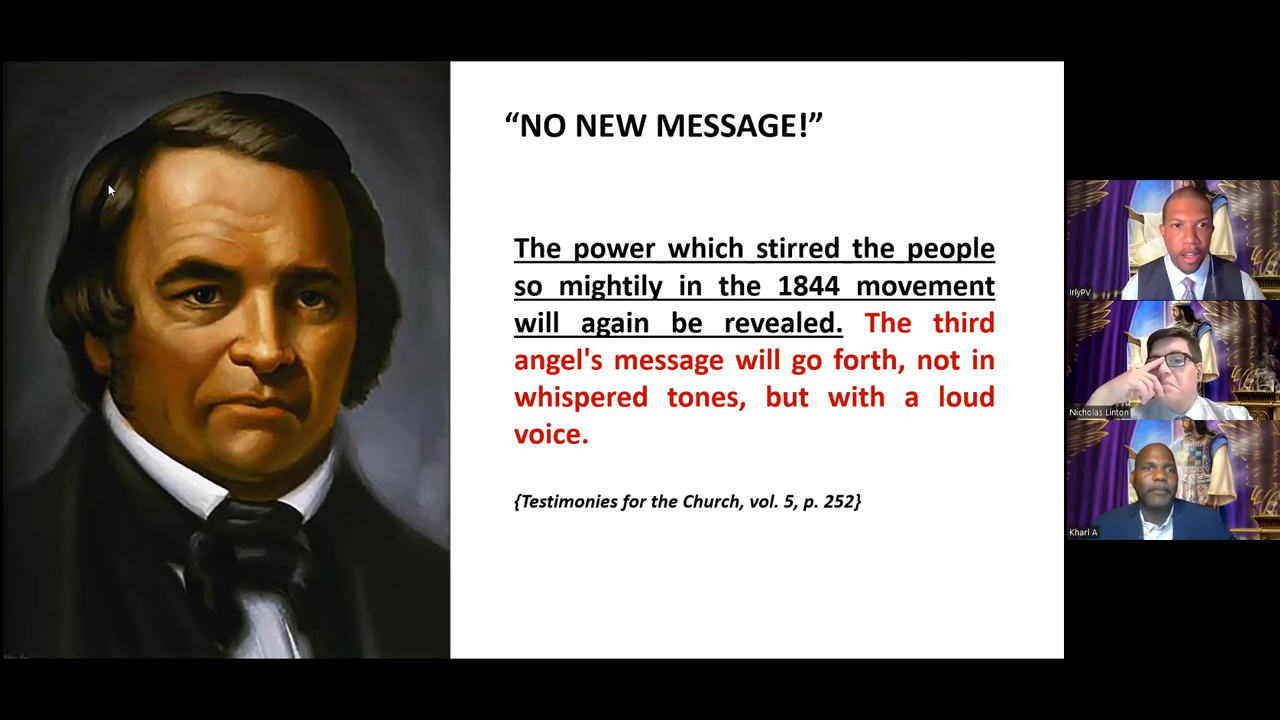 “NO NEW MESSAGE!”
The power which stirred the people
so mightily in the 1844 movement
will again be revealed. The third
angel's message will go forth, not in
whispered tones, but with a loud
voice.
{Testimonies for the Church, vol. 5, p. 252}
IrlyPV
Nicholas Linton
Kharl A